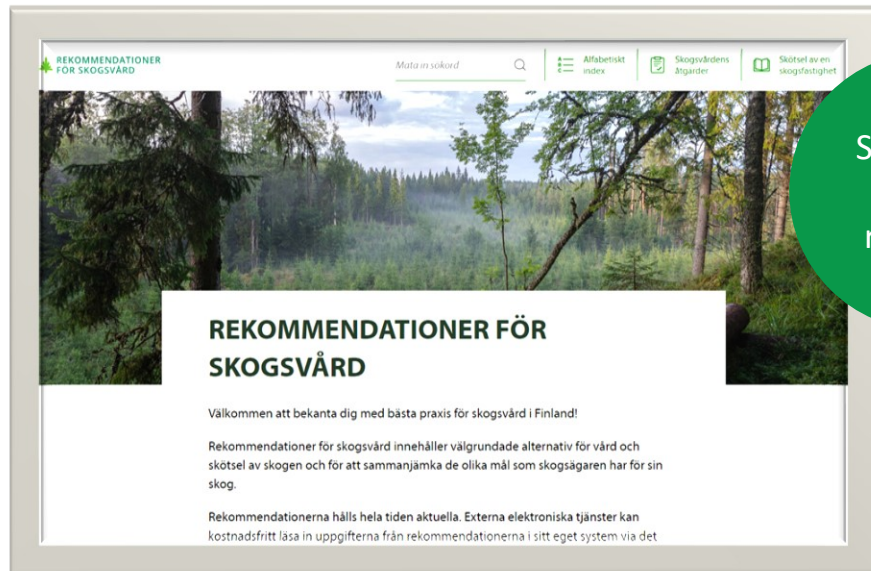 REKOMMENDATIONER
FÖR SKOGSVÅRD
Mata in sökord
Alfabetiskt
index
Skogsvårdens
åtgärder
Skötsel av en
skogsfastighet
REKOMMENDATIONER FÖR
SKOGSVÅRD
Välkommen att bekanta dig med bästa praxis för skogsvård i Finland!
Rekommendationer för skogsvård innehåller välgrundade alternativ för vård och
skötsel av skogen och för att sammanjämka de olika mål som skogsägaren har för sin
skog.
Rekommendationerna hålls hela tiden aktuella. Externa elektroniska tjänster kan
kostnadsfritt läsa in uppgifterna från rekommendationerna i sitt eget system via det